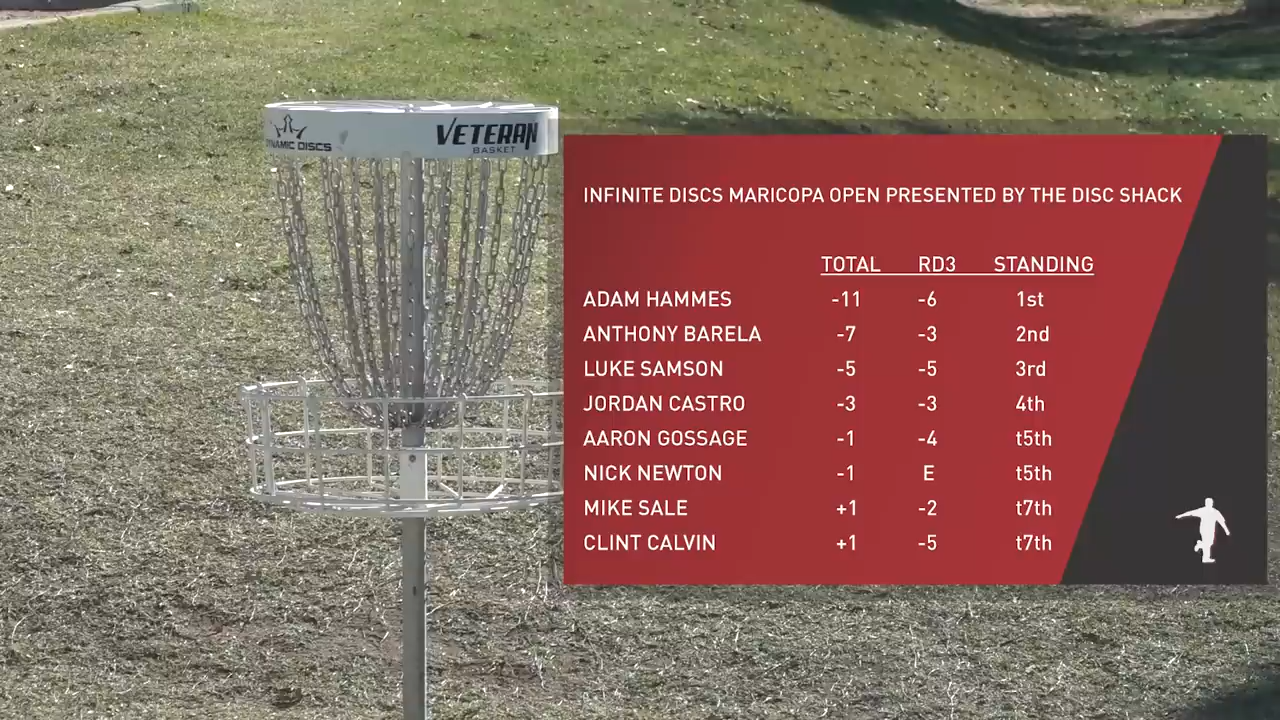 DYNAMIC DISCS
VETERAN
BASKET
INFINITE DISCS MARICOPA OPEN PRESENTED BY THE DISC SHACK
TOTAL RD3 STANDING
ADAM HAMMES -11 -6 1st
ANTHONY BARELA -7 -3 2nd
LUKE SAMSON -5 -5 3rd
JORDAN CASTRO -3 -3 4th
AARON GOSSAGE -1 -4 t5th
NICK NEWTON -1 E t5th
MIKE SALE +1 -2 t7th
CLINT CALVIN +1 -5 t7th